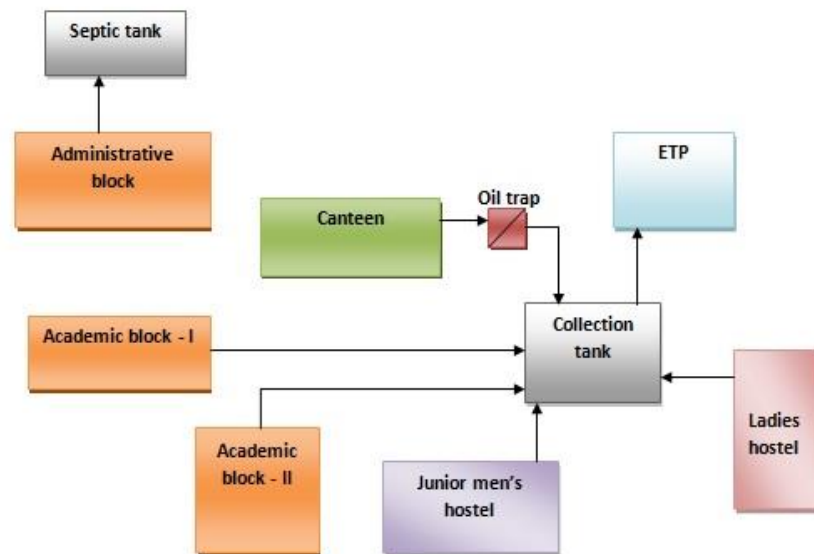 Septic tank
Administrative
block
ETP
Oil trap
Canteen
Collection
tank
Academic block - I
Ladies
hostel
Academic
block - II
Junior men's
hostel